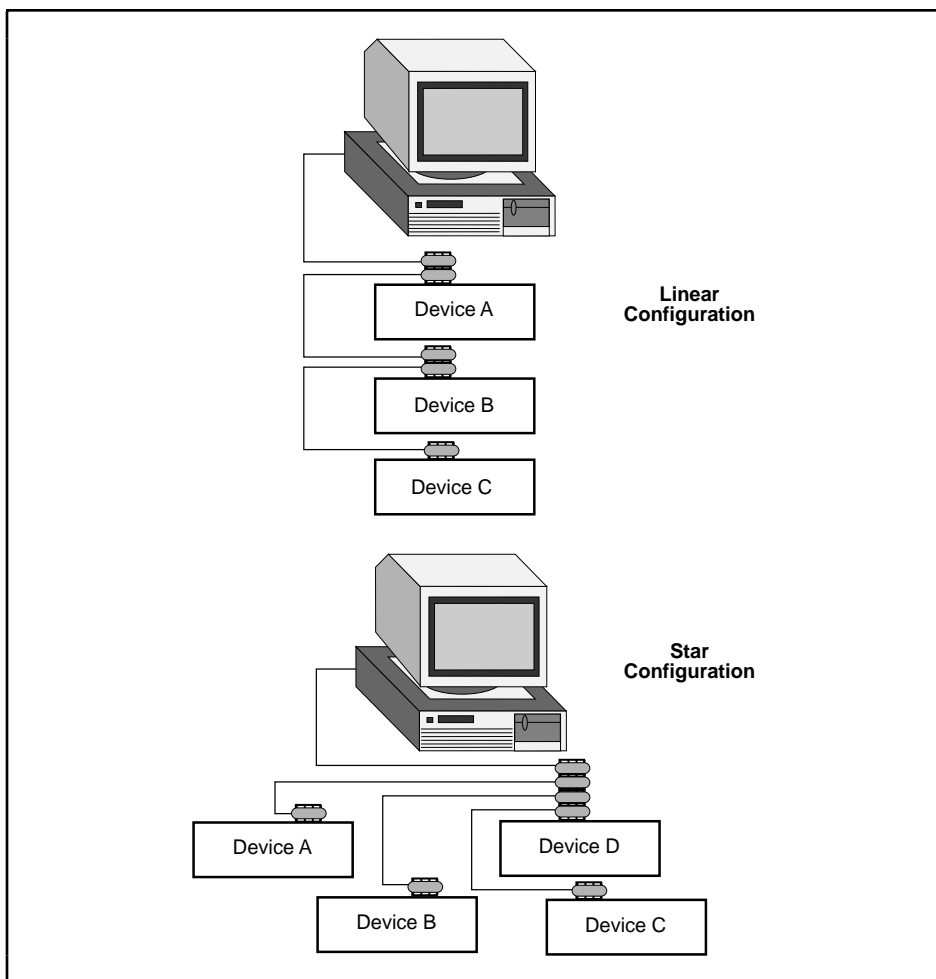 Linear
Configuration
Device A
Device B
Device C
Star
Configuration
Device A
Device D
Device B
Device C